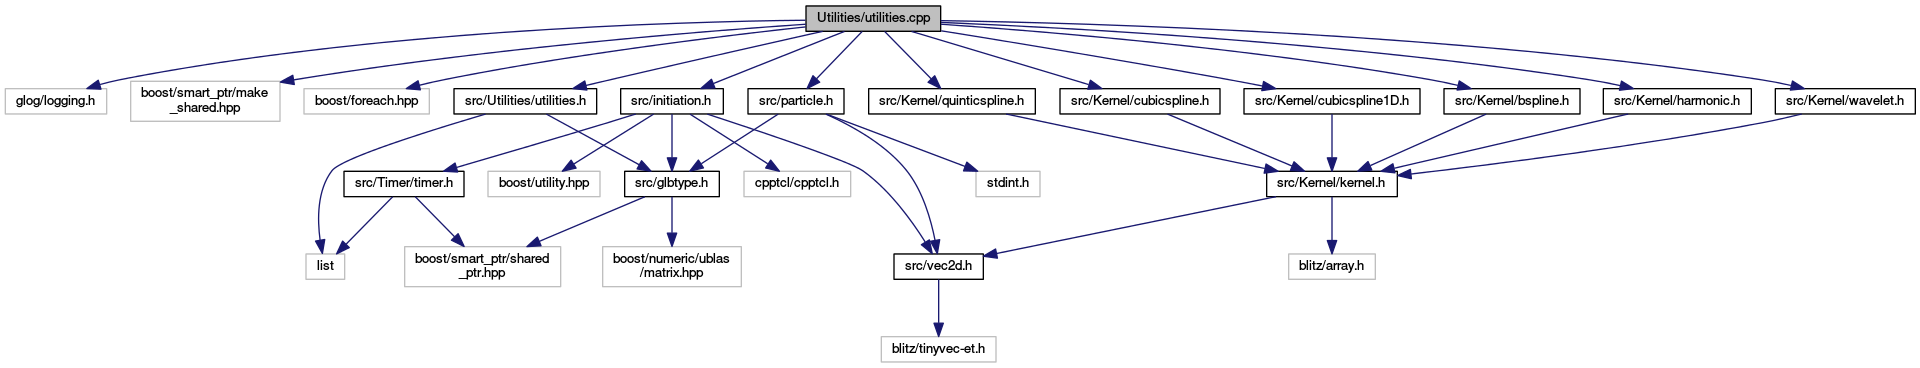 Utilities/utilities.cpp
glog/logging.h
boost/smart_ptr/make
_shared.hpp
boost/foreach.hpp
src/Utilities/utilities.h
src/initiation.h
src/particle.h
src/Kernel/quinticspline.h
src/Kernel/cubicspline.h
src/Kernel/cubicspline1D.h
src/Kernel/bspline.h
src/Kernel/harmonic.h
src/Kernel/wavelet.h
src/Timer/timer.h
boost/utility.hpp
src/glbtype.h
cpptcl/cpptcl.h
stdint.h
src/Kernel/kernel.h
list
boost/smart_ptr/shared
_ptr.hpp
boost/numeric/ublas
/matrix.hpp
src/vec2d.h
blitz/array.h
blitz/tinyvec-et.h